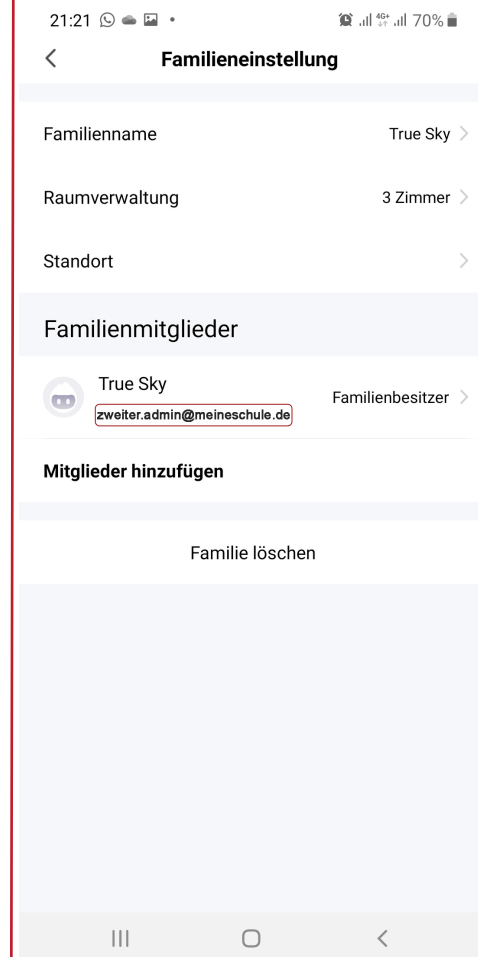 21:21 4G+ 70%
Familieneinstellung
Familienname True Sky
Raumverwaltung 3 Zimmer
Standort
Familienmitglieder
True Sky
zweiter.admin@meineschule.de Familienbesitzer
Mitglieder hinzufügen
Familie löschen